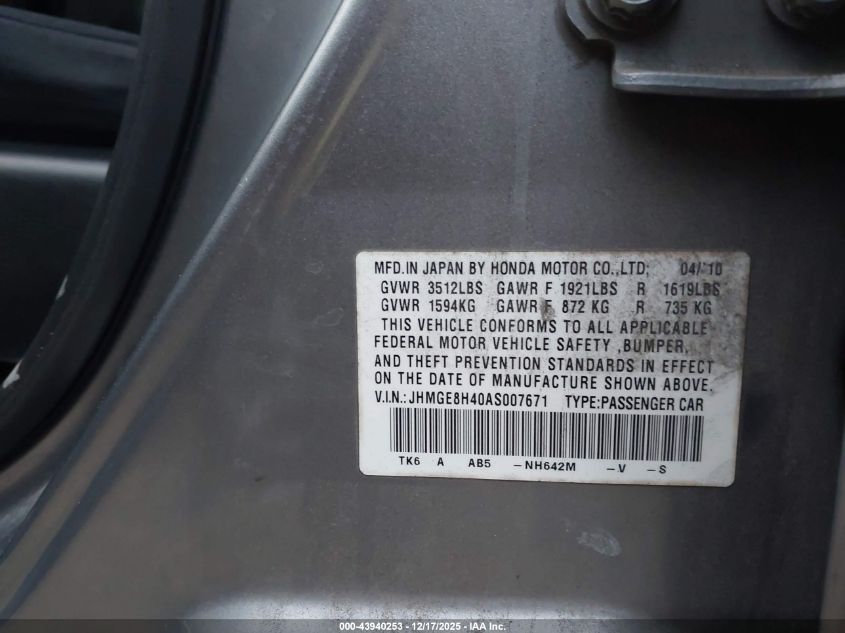 MFD.IN JAPAN BY HONDA MOTOR CO.,LTD; 04/'10
GVWR 3512LBS GAWR F 1921LBS R 1619LBS
GVWR 1594KG GAWR F 872 KG R 735 KG
THIS VEHICLE CONFORMS TO ALL APPLICABLE
FEDERAL MOTOR VEHICLE SAFETY ,BUMPER,
AND THEFT PREVENTION STANDARDS IN EFFECT
ON THE DATE OF MANUFACTURE SHOWN ABOVE.
V.I.N.: JHMGE8H40AS007671 TYPE:PASSENGER CAR
TK6 A AB5 -NH642M -V -S
000-43940253 - 12/17/2025 - IAA, Inc.